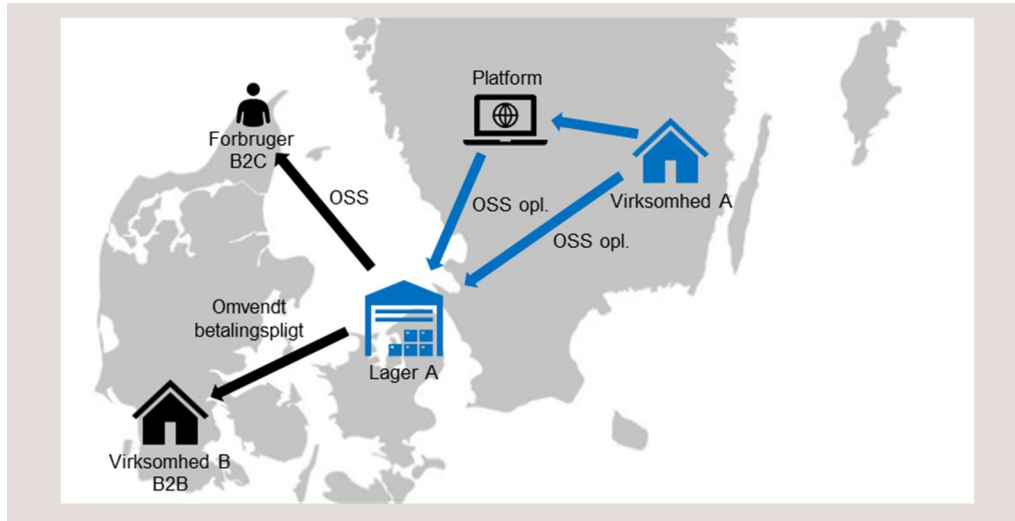 Platform
Forbruger
B2C
Virksomhed A
OSS
OSS opl.
OSS opl.
Omvendt
betalingspligt
Lager A
Virksomhed B
B2B